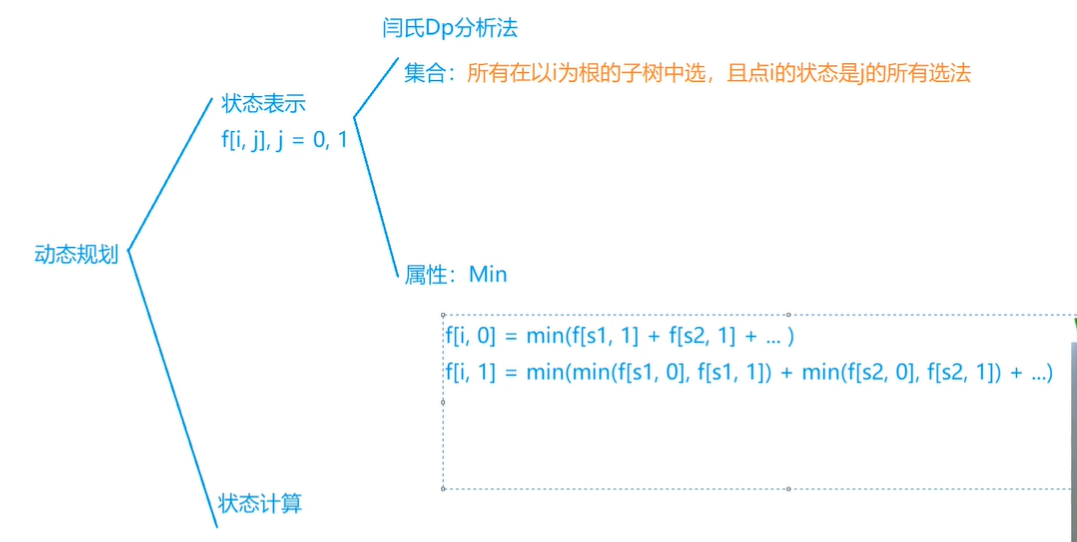 闫氏Dp分析法
集合：所有在以i为根的子树中选，且点i的状态是j的所有选法
状态表示
f[i, j], j = 0, 1
动态规划
属性：Min
f[i, 0] = min(f[s1, 1] + f[s2, 1] + ... )
f[i, 1] = min(min(f[s1, 0], f[s1, 1]) + min(f[s2, 0], f[s2, 1]) + ...)
状态计算